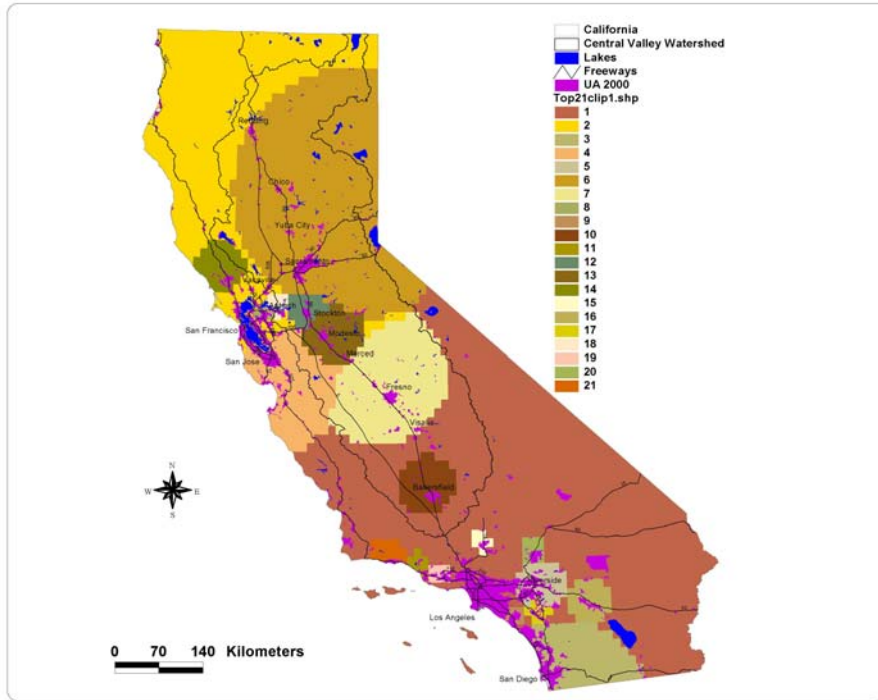 California
Central Valley Watershed
Lakes
Freeways
UA 2000
Top21clip1.shp
1
2
3
4
5
6
7
8
9
10
11
12
13
14
15
16
17
18
19
20
21
Redding
Chico
Yuba City
Sacramento
Stockton
San Francisco
Modesto
Merced
San Jose
Fresno
Visalia
N
W
E
S
Bakersfield
Riverside
Los Angeles
San Diego
0 70 140 Kilometers